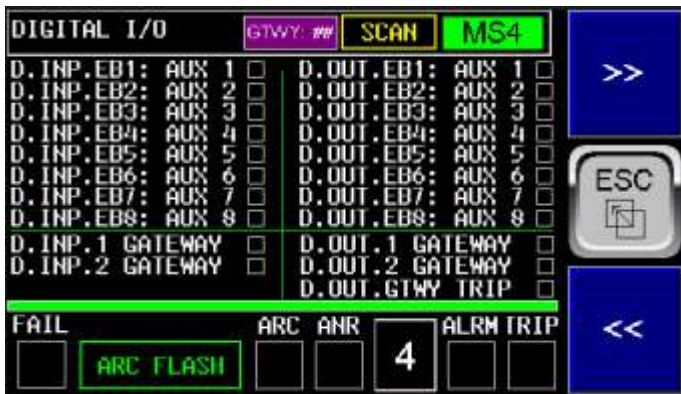 DIGITAL I/O GTWY: ## SCAN MS4
>>
D.INP.EB1: AUX 1 D.OUT.EB1: AUX 1
D.INP.EB2: AUX 2 D.OUT.EB2: AUX 2
D.INP.EB3: AUX 3 D.OUT.EB3: AUX 3
D.INP.EB4: AUX 4 D.OUT.EB4: AUX 4
D.INP.EB5: AUX 5 D.OUT.EB5: AUX 5
D.INP.EB6: AUX 6 D.OUT.EB6: AUX 6
D.INP.EB7: AUX 7 D.OUT.EB7: AUX 7
D.INP.EB8: AUX 8 D.OUT.EB8: AUX 8
ESC
D.INP.1 GATEWAY D.OUT.1 GATEWAY
D.INP.2 GATEWAY D.OUT.2 GATEWAY
D.OUT.GTWY TRIP
FAIL ARC ANR ALRM TRIP
<<
ARC FLASH 4